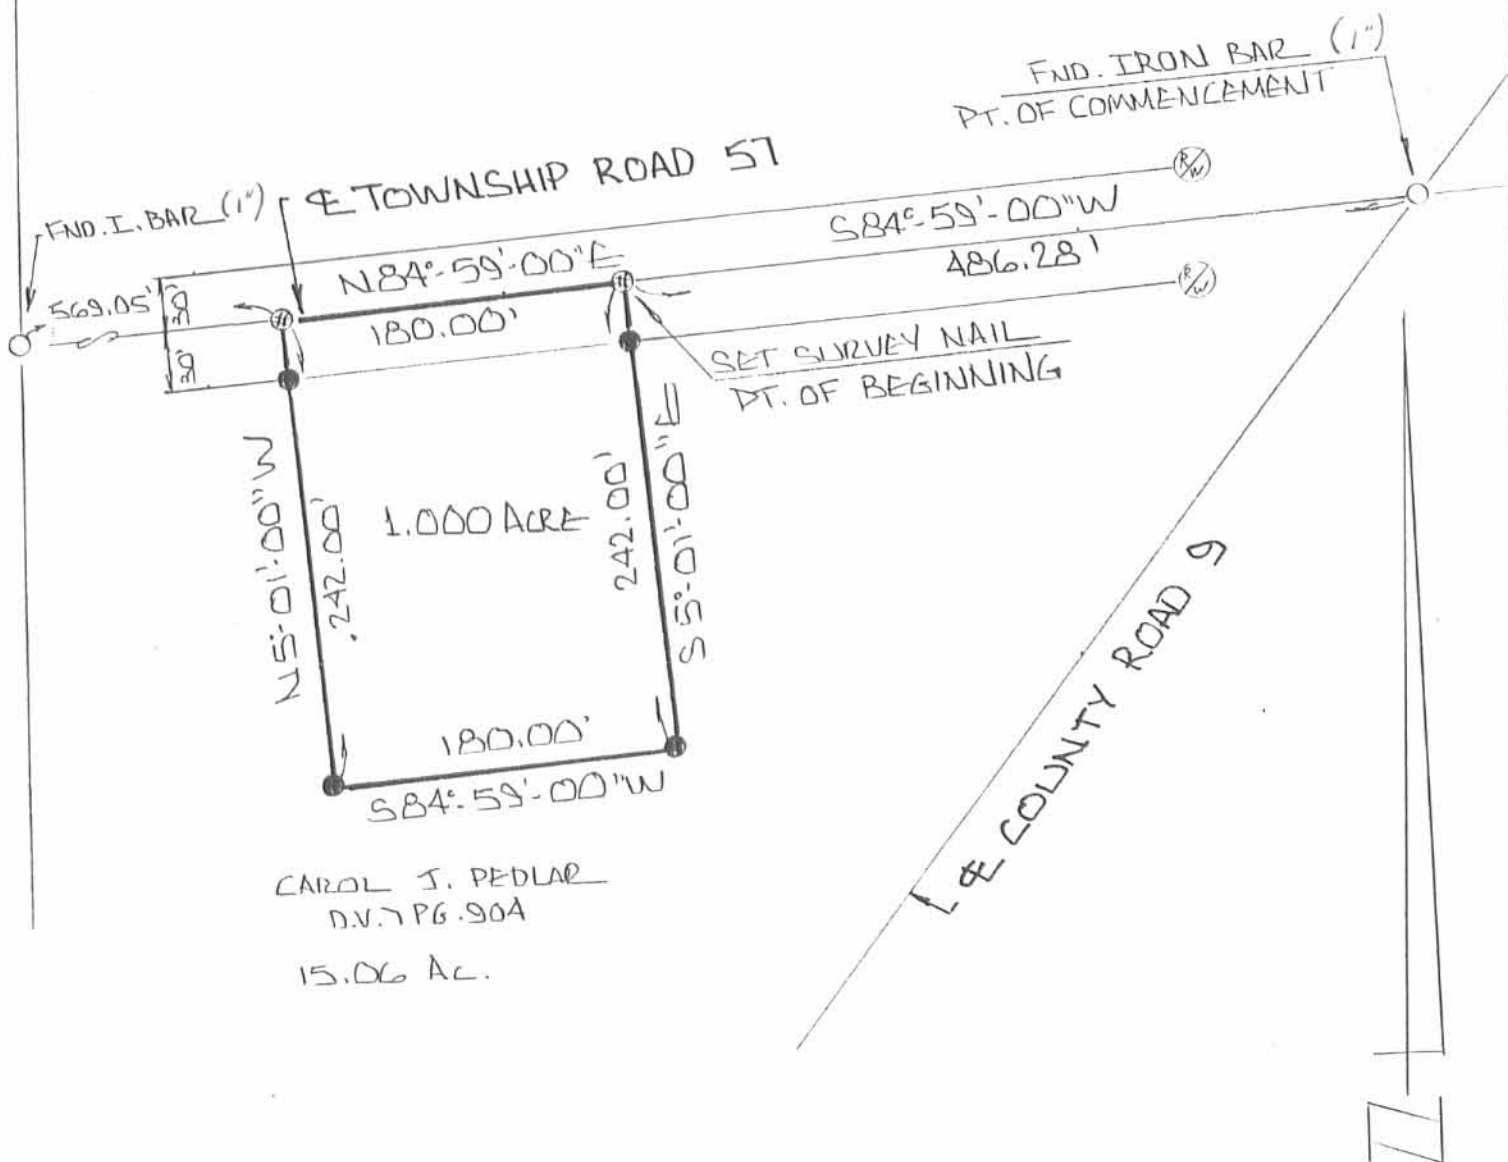 FND. IRON BAR (1")
PT. OF COMMENCEMENT
℄ TOWNSHIP ROAD 57
FND. I. BAR (1")
R/W
S84°-59'-00"W
486.28'
N84°-59'-00"E
180.00'
569.05'
R/W
SET SURVEY NAIL
PT. OF BEGINNING
N5°-01'-00"W
242.00'
1.000 ACRE
242.00'
S5°-01'-00"E
180.00'
S84°-59'-00"W
℄ COUNTY ROAD 9
CAROL J. PEDLAR
D.V. 7 PG. 904
15.06 AC.